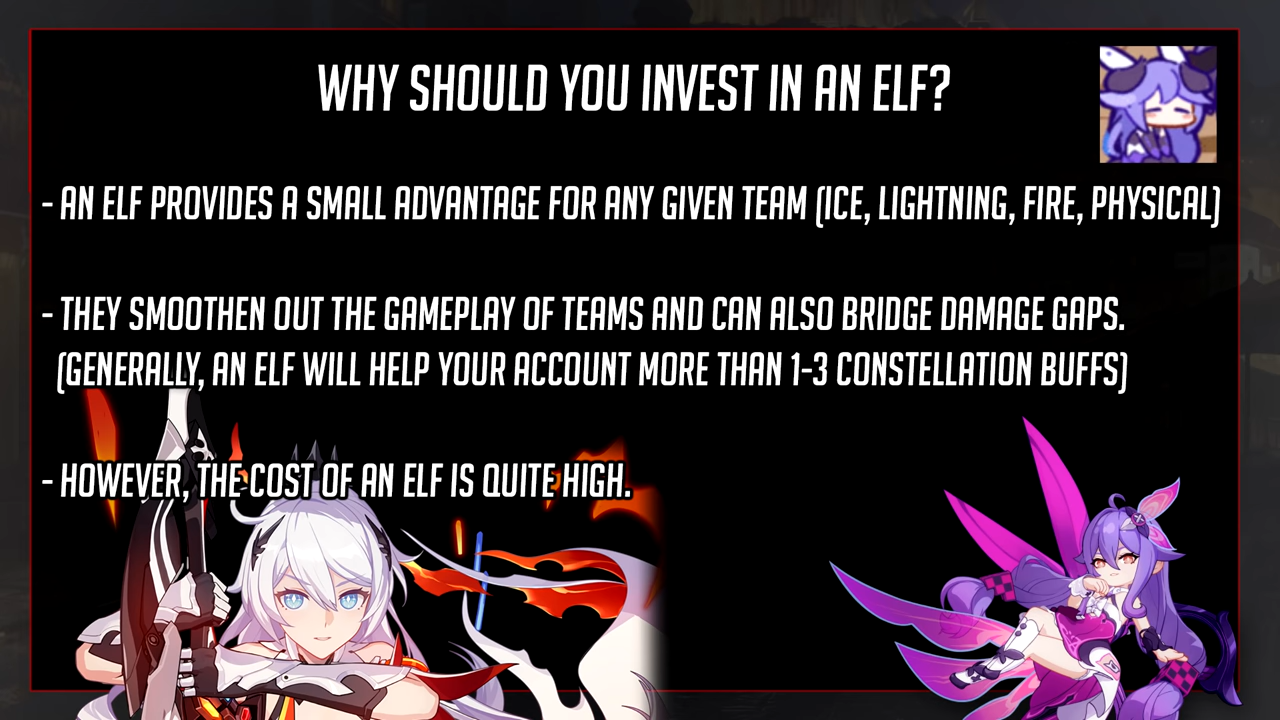 WHY SHOULD YOU INVEST IN AN ELF?
- AN ELF PROVIDES A SMALL ADVANTAGE FOR ANY GIVEN TEAM (ICE, LIGHTNING, FIRE, PHYSICAL)
- THEY SMOOTHEN OUT THE GAMEPLAY OF TEAMS AND CAN ALSO BRIDGE DAMAGE GAPS.
(GENERALLY, AN ELF WILL HELP YOUR ACCOUNT MORE THAN 1-3 CONSTELLATION BUFFS)
- HOWEVER, THE COST OF AN ELF IS QUITE HIGH.